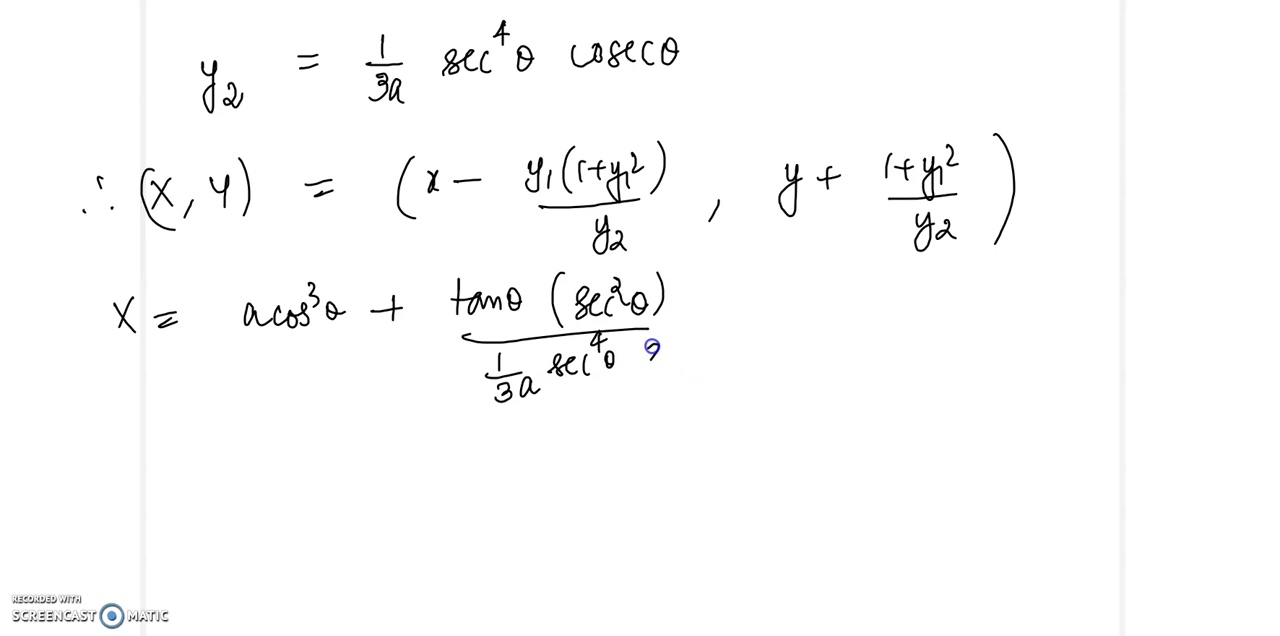 y₂ = 1/3a sec⁴θ cosecθ
∴ (X, Y) = (x − y₁(1+y₁²)/y₂ , y + 1+y₁²/y₂)
X = acos³θ + tanθ (sec²θ) / 1/3a sec⁴θ
RECORDED WITH
SCREENCAST MATIC